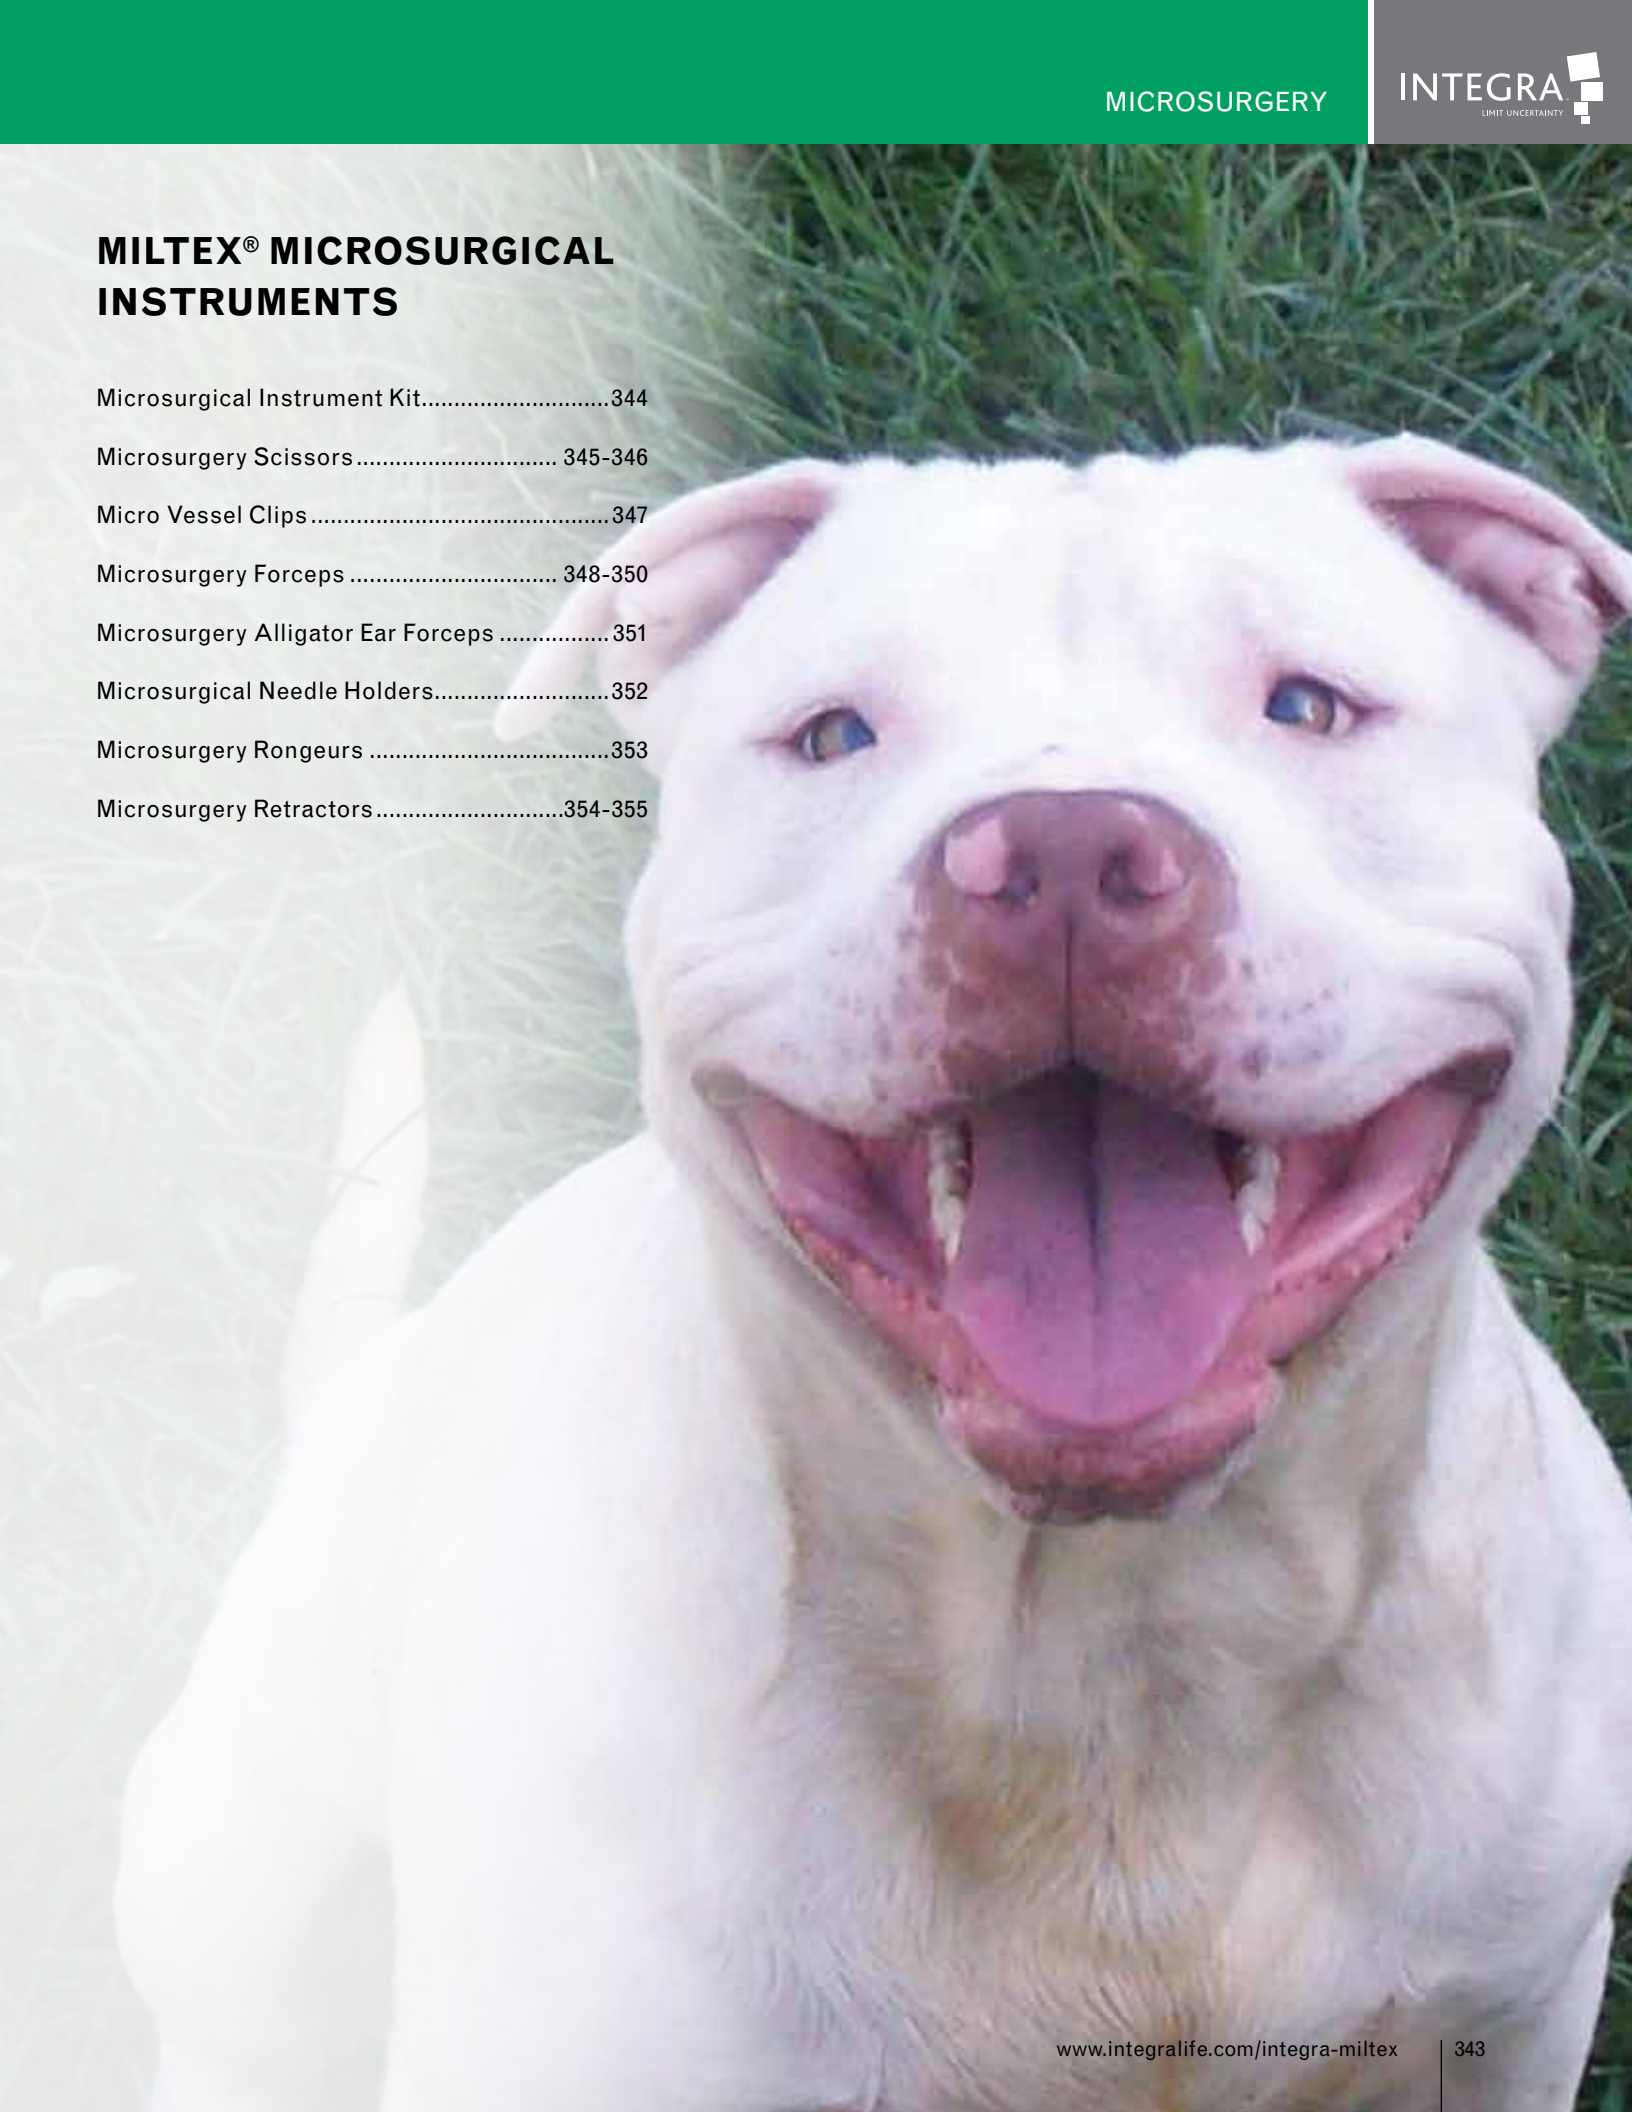 MICROSURGERY
INTEGRA™
LIMIT UNCERTAINTY
MILTEX® MICROSURGICAL
INSTRUMENTS
Microsurgical Instrument Kit.............................344
Microsurgery Scissors............................... 345-346
Micro Vessel Clips..............................................347
Microsurgery Forceps ................................ 348-350
Microsurgery Alligator Ear Forceps .................351
Microsurgical Needle Holders...........................352
Microsurgery Rongeurs .....................................353
Microsurgery Retractors.............................354-355
www.integralife.com/integra-miltex
343